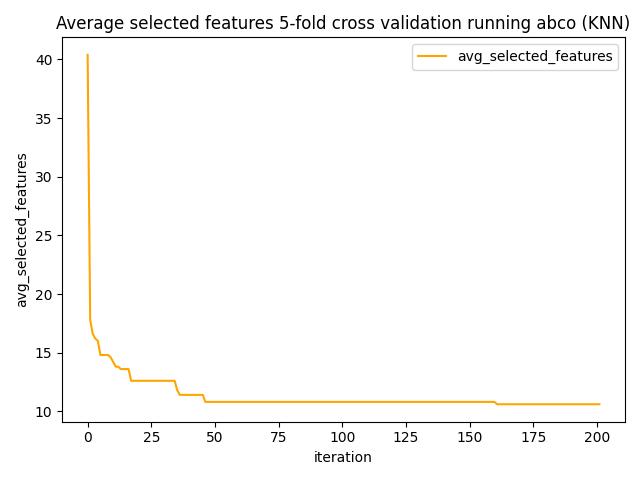 Average selected features 5-fold cross validation running abco (KNN)
avg_selected_features
40
35
30
25
20
15
10
avg_selected_features
0 25 50 75 100 125 150 175 200
iteration